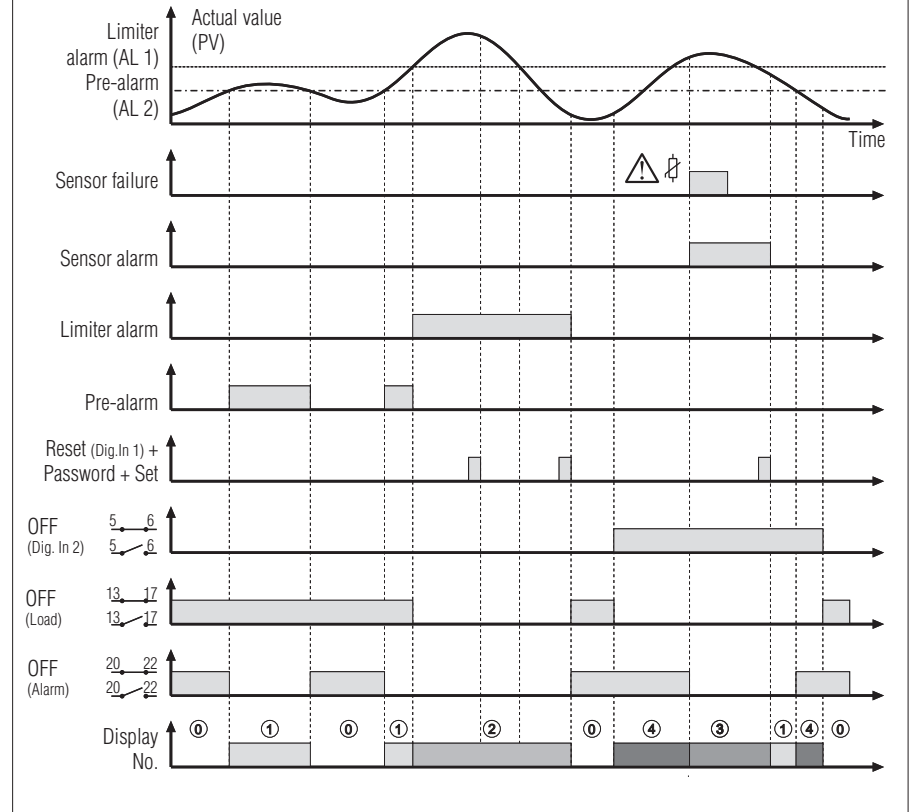 Limiter
alarm (AL 1)
Pre-alarm
(AL 2)
Actual value
(PV)
Time
Sensor failure
Sensor alarm
Limiter alarm
Pre-alarm
Reset (Dig.In 1) +
Password + Set
OFF
(Dig. In 2)
5 6
5 6
OFF
(Load)
13 17
13 17
OFF
(Alarm)
20 22
20 22
Display
No.
0 1 0 1 2 0 4 3 1 4 0